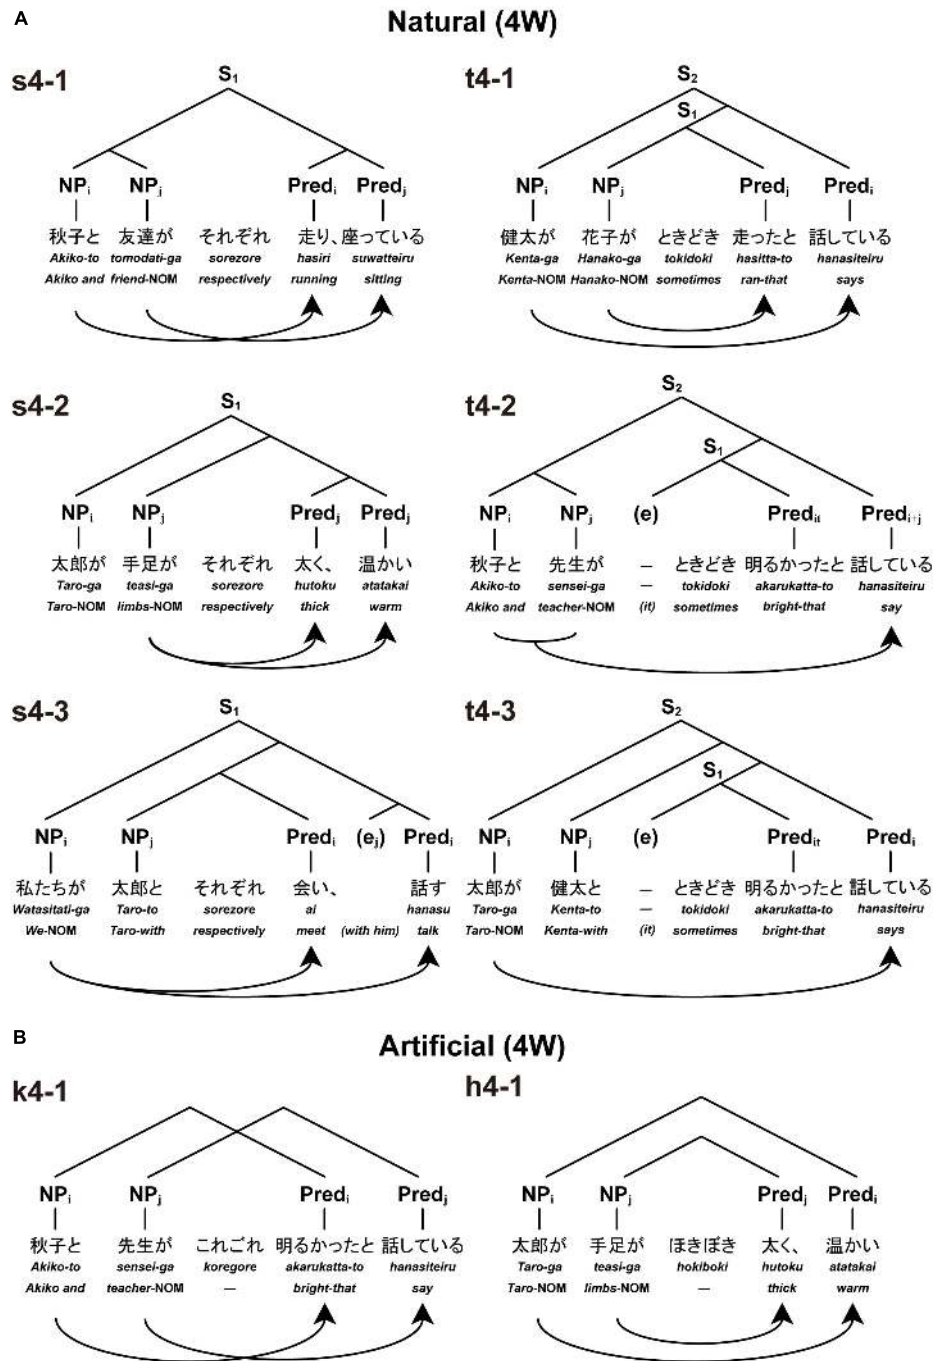 A
Natural (4W)
s4-1
S1
NPi NPj Predi Predj
秋子と 友達が それぞれ 走り、座っている
Akiko-to tomodati-ga sorezore hasiri suwatteiru
Akiko and friend-NOM respectively running sitting
t4-1
S2
S1
NPi NPj Predj Predi
健太が 花子が ときどき 走ったと 話している
Kenta-ga Hanako-ga tokidoki hasitta-to hanasiteiru
Kenta-NOM Hanako-NOM sometimes ran-that says
s4-2
S1
NPi NPj Predj Predj
太郎が 手足が それぞれ 太く、 温かい
Taro-ga teasi-ga sorezore hutoku atatakai
Taro-NOM limbs-NOM respectively thick warm
t4-2
S2
S1
NPi NPj (e) Predit Predi+j
秋子と 先生が — ときどき 明るかったと 話している
Akiko-to sensei-ga — tokidoki akarukatta-to hanasiteiru
Akiko and teacher-NOM (it) sometimes bright-that say
s4-3
S1
NPi NPj Predi (ej) Predi
私たちが 太郎と それぞれ 会い、 話す
Watasitati-ga Taro-to sorezore ai hanasu
We-NOM Taro-with respectively meet (with him) talk
t4-3
S2
S1
NPi NPj (e) Predit Predi
太郎が 健太と — ときどき 明るかったと 話している
Taro-ga Kenta-to — tokidoki akarukatta-to hanasiteiru
Taro-NOM Kenta-with (it) sometimes bright-that says
B
Artificial (4W)
k4-1
NPi NPj Predi Predj
秋子と 先生が これごれ 明るかったと 話している
Akiko-to sensei-ga koregore akarukatta-to hanasiteiru
Akiko and teacher-NOM — bright-that say
h4-1
NPi NPj Predj Predi
太郎が 手足が ほきぼき 太く、 温かい
Taro-ga teasi-ga hokiboki hutoku atatakai
Taro-NOM limbs-NOM — thick warm